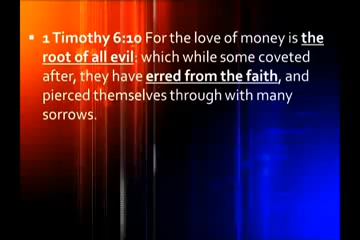 • 1 Timothy 6:10 For the love of money is the
root of all evil: which while some coveted
after, they have erred from the faith, and
pierced themselves through with many
sorrows.